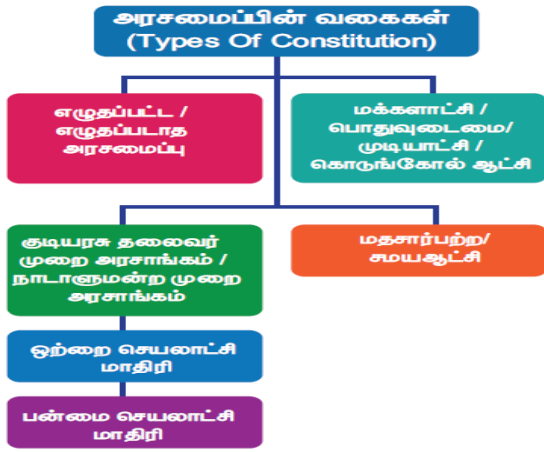 அரசமைப்பின் வகைகள்
(Types Of Constitution)
எழுதப்பட்ட /
எழுதப்படாத
அரசமைப்பு
மக்களாட்சி /
பொதுவுடைமை/
முடியாட்சி /
கொடுங்கோல் ஆட்சி
குடியரசு தலைவர்
முறை அரசாங்கம் /
நாடாளுமன்ற முறை
அரசாங்கம்
மதசார்பற்ற/
சமயஆட்சி
ஒற்றை செயலாட்சி
மாதிரி
பன்மை செயலாட்சி
மாதிரி